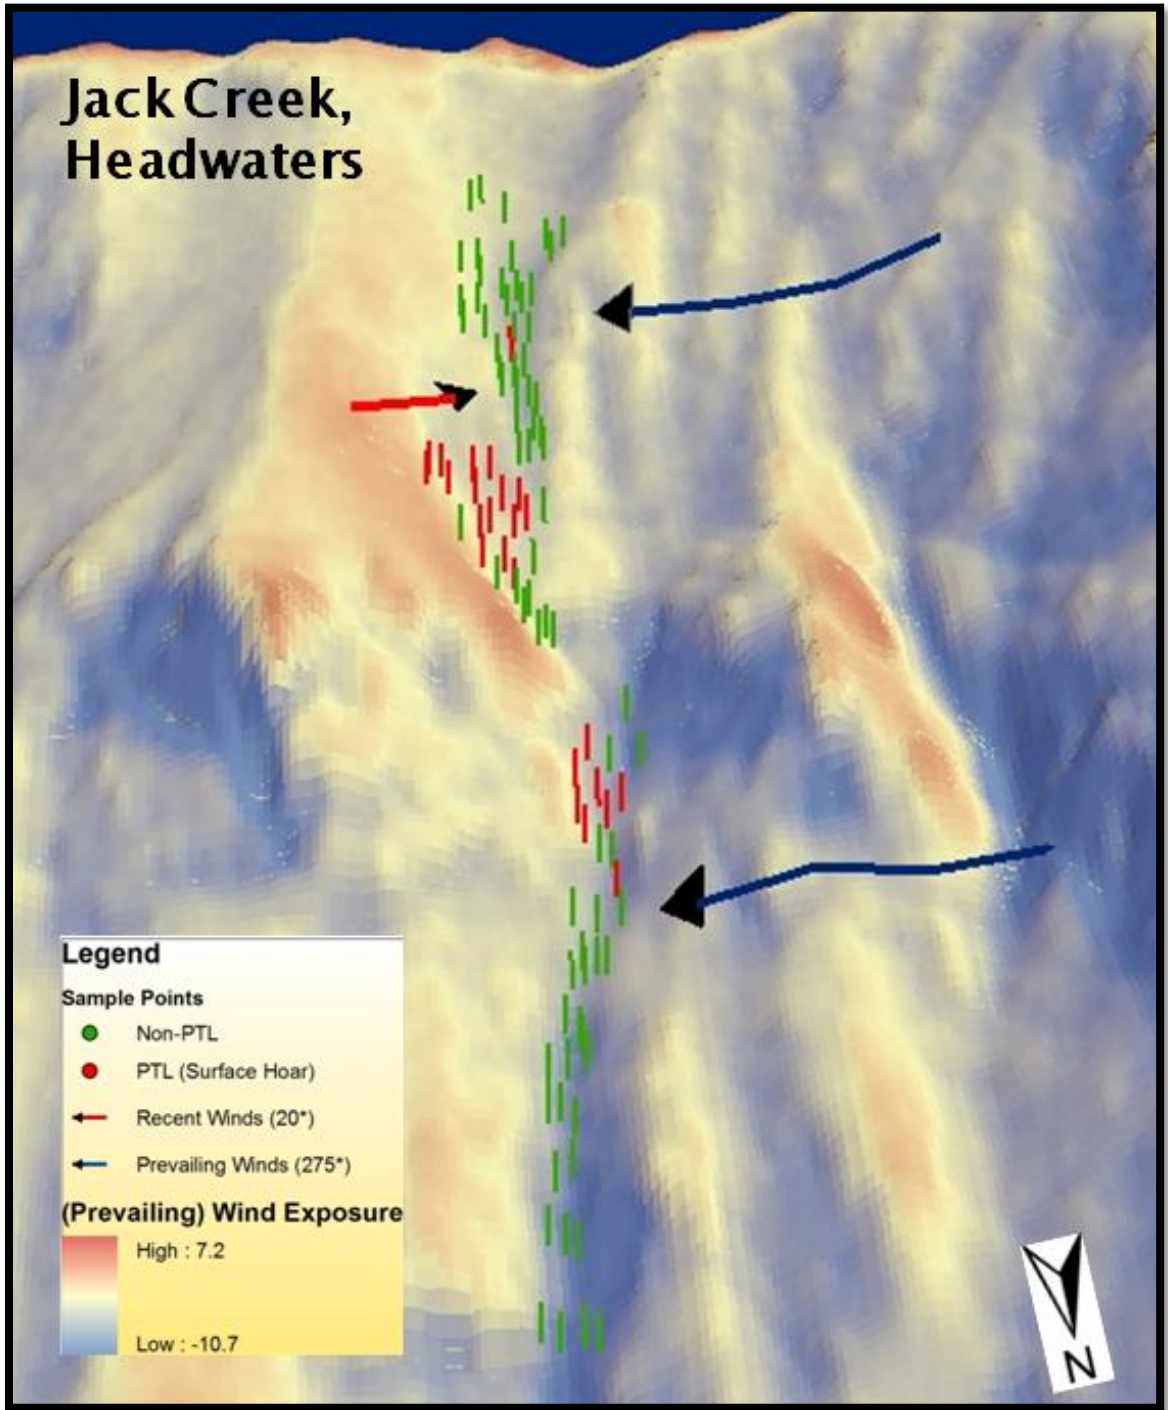 Jack Creek,
Headwaters
Legend
Sample Points
Non-PTL
PTL (Surface Hoar)
Recent Winds (20*)
Prevailing Winds (275*)
(Prevailing) Wind Exposure
High : 7.2
Low : -10.7
N